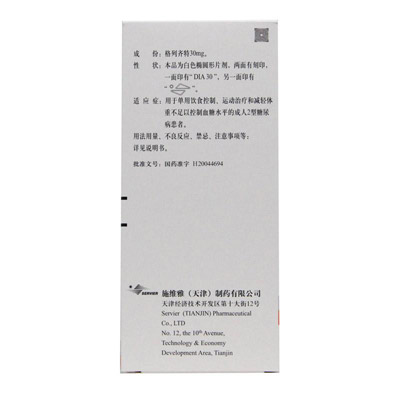 成　份：格列齐特30mg。
性　状：本品为白色椭圆形片剂，两面有刻印，
一面印有“DIA 30”，另一面印有
。
适 应 症：用于单用饮食控制、运动治疗和减轻体
重不足以控制血糖水平的成人2型糖尿
病患者。
用法用量、不良反应、禁忌、注意事项等：
详见说明书。
批准文号：国药准字 H20044694
SERVIER
施维雅（天津）制药有限公司
天津经济技术开发区第十大街12号
Servier (TIANJIN) Pharmaceutical
Co., LTD
No. 12, the 10th Avenue,
Technology & Economy
Development Area, Tianjin